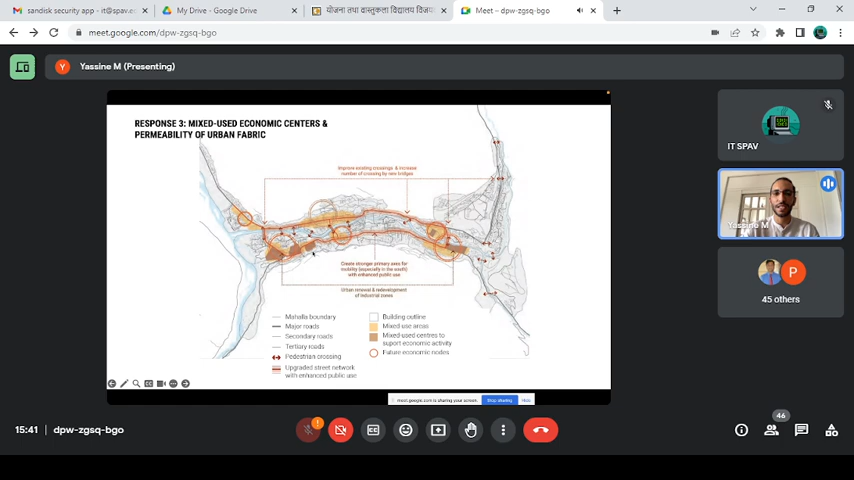 sandisk security app - it@spav.ec
My Drive - Google Drive
योजना तथा वास्तुकला विद्यालय विजय
Meet – dpw-zgsq-bgo
meet.google.com/dpw-zgsq-bgo
Y
Yassine M (Presenting)
RESPONSE 3: MIXED-USED ECONOMIC CENTERS &
PERMEABILITY OF URBAN FABRIC
Improve existing crossings & increase
number of crossing by new bridges
Create stronger primary axes for
mobility (especially in the south)
with enhanced public use
Urban renewal & redevelopment
of industrial zones
Mahalla boundary
Major roads
Secondary roads
Tertiary roads
Pedestrian crossing
Upgraded street network
with enhanced public use
Building outline
Mixed use areas
Mixed-used centres to
suport economic activity
Future economic nodes
meet.google.com is sharing your screen.
Stop sharing
Hide
IT SPAV
Yassine M
P
45 others
15:41
dpw-zgsq-bgo
46